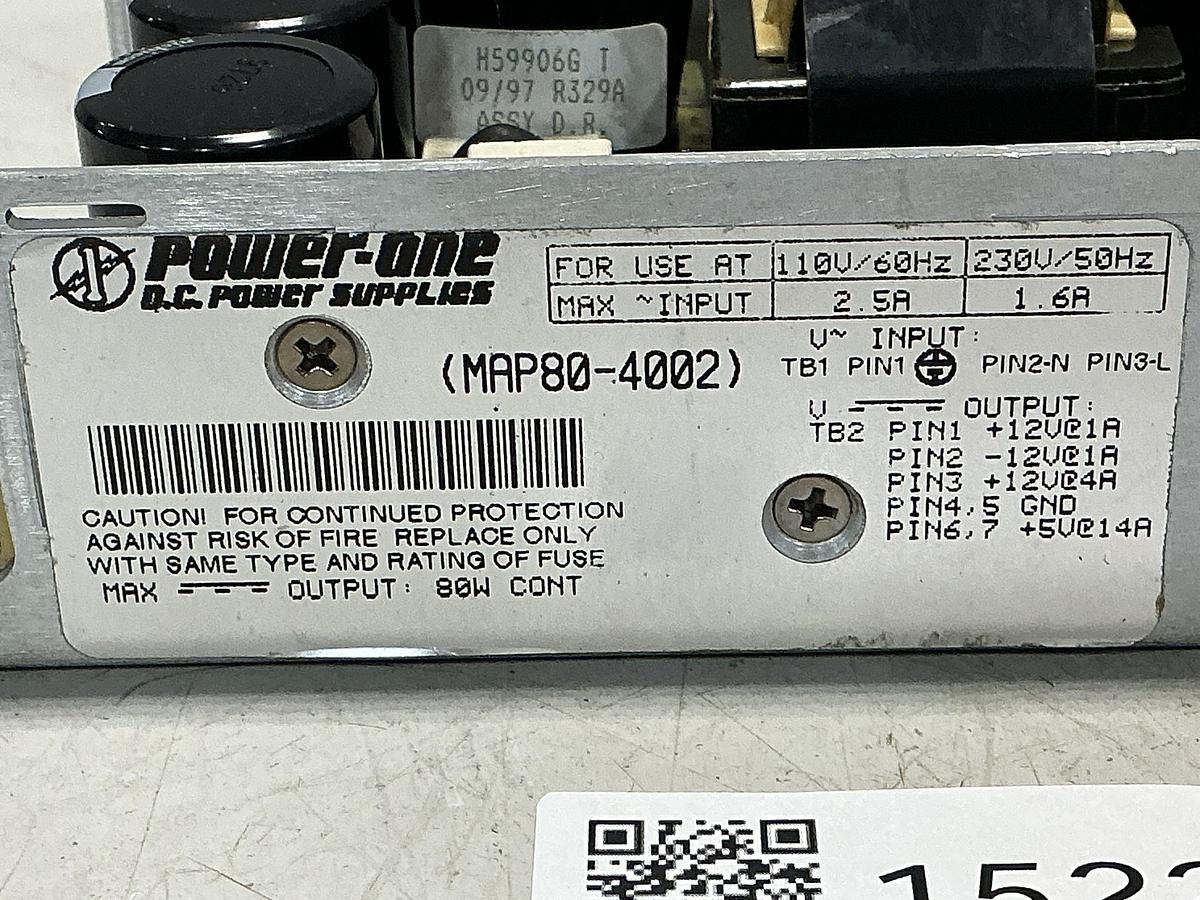 H59906G T
09/97 R329A
ASSY D.R.
POWER-ONE
D.C. POWER SUPPLIES
FOR USE AT 110V/60Hz 230V/50Hz
MAX ~INPUT 2.5A 1.6A
V~ INPUT:
(MAP80-4002)
TB1 PIN1 PIN2-N PIN3-L
V OUTPUT:
TB2 PIN1 +12V@1A
PIN2 -12V@1A
PIN3 +12V@4A
PIN4,5 GND
PIN6,7 +5V@14A
CAUTION! FOR CONTINUED PROTECTION
AGAINST RISK OF FIRE REPLACE ONLY
WITH SAME TYPE AND RATING OF FUSE
MAX OUTPUT: 80W CONT